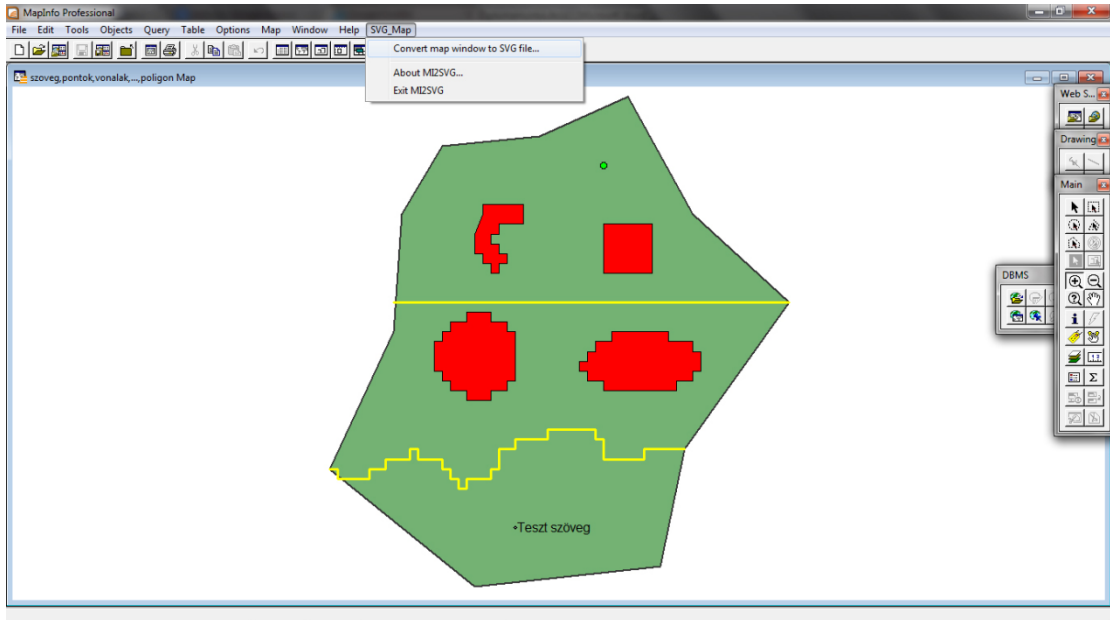 MapInfo Professional
File Edit Tools Objects Query Table Options Map Window Help SVG_Map
Convert map window to SVG file...
About MI2SVG...
Exit MI2SVG
szoveg,pontok,vonalak,...,poligon Map
Web S...
Drawing
Main
DBMS
Teszt szöveg